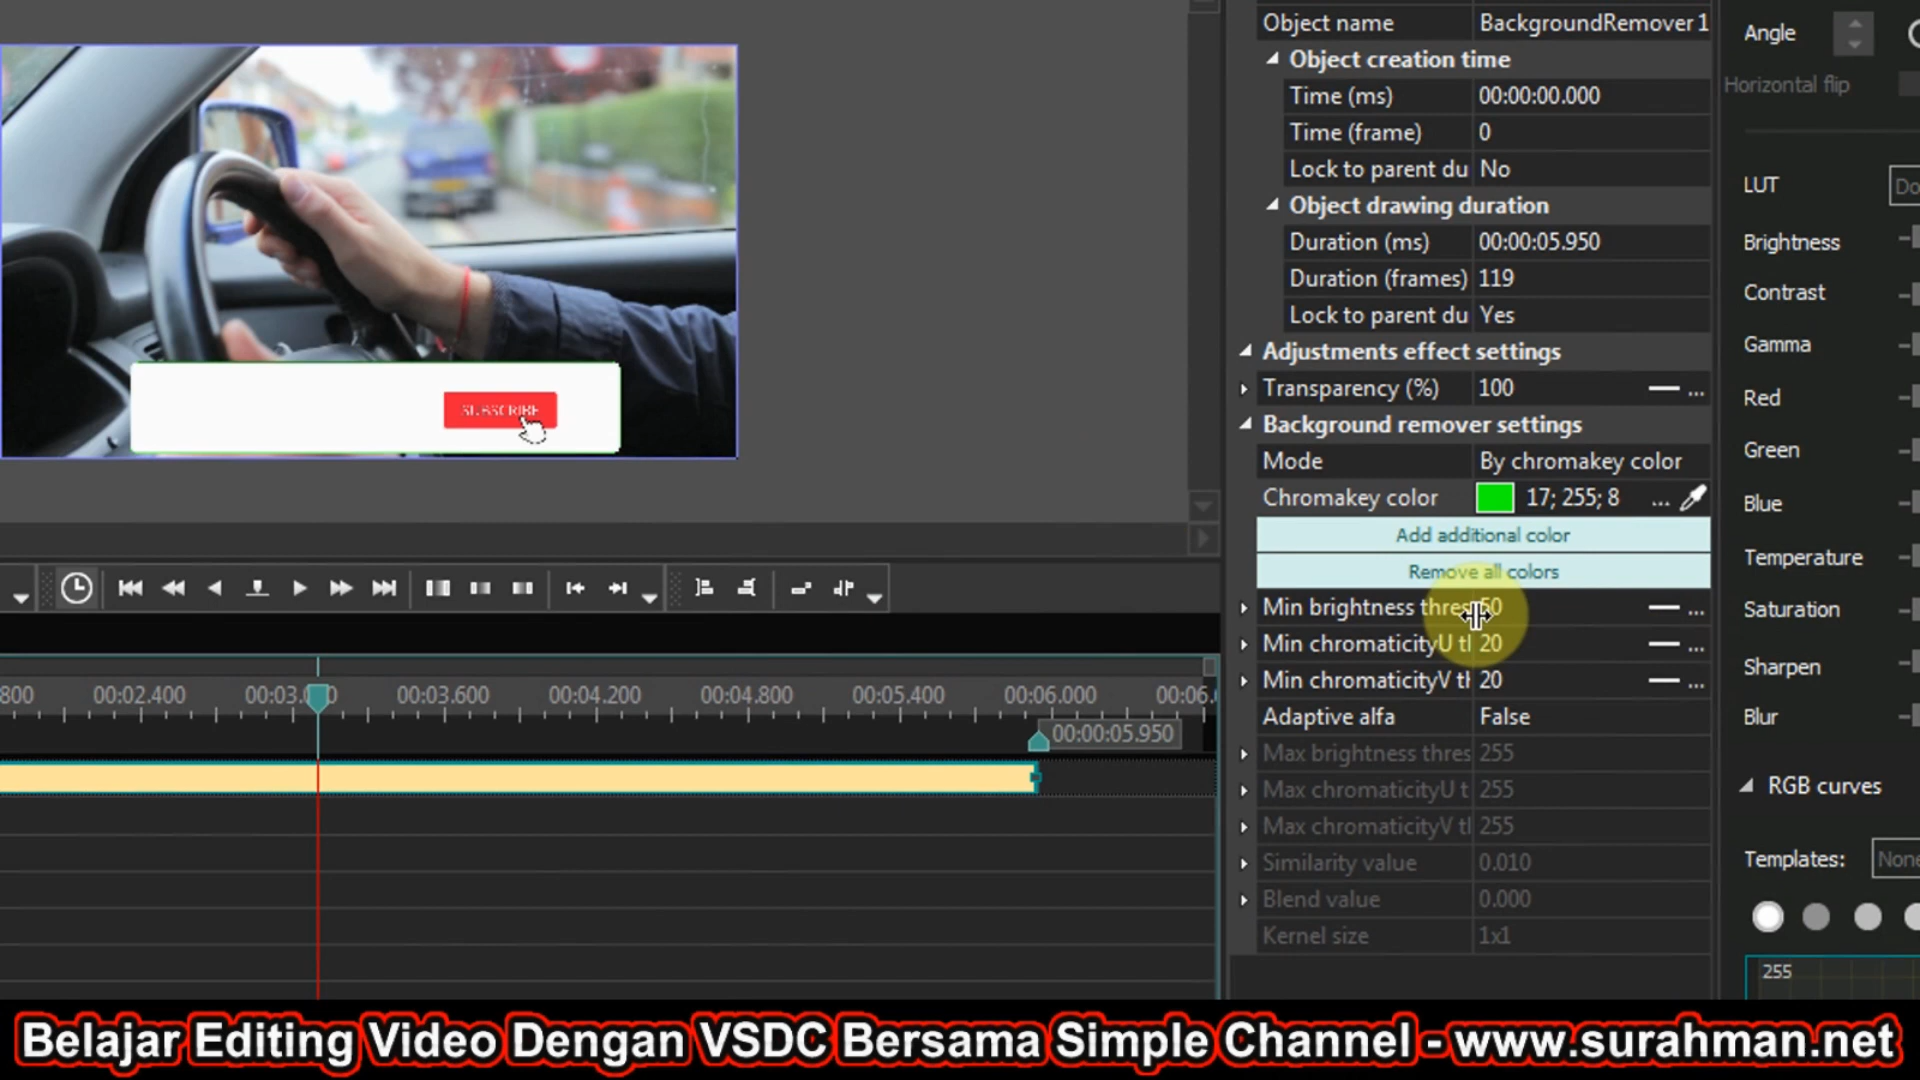 Object name BackgroundRemover 1
Object creation time
Time (ms) 00:00:00.000
Time (frame) 0
Lock to parent du No
Object drawing duration
Duration (ms) 00:00:05.950
Duration (frames) 119
Lock to parent du Yes
Adjustments effect settings
Transparency (%) 100 ...
Background remover settings
Mode By chromakey color
Chromakey color 17; 255; 8 ...
Add additional color
Remove all colors
Min brightness thres 50 ...
Min chromaticityU tl 20 ...
Min chromaticityV tl 20 ...
Adaptive alfa False
Max brightness thres 255
Max chromaticityU t 255
Max chromaticityV tl 255
Similarity value 0.010
Blend value 0.000
Kernel size 1x1
Angle
Horizontal flip
LUT Do
Brightness
Contrast
Gamma
Red
Green
Blue
Temperature
Saturation
Sharpen
Blur
RGB curves
Templates: None
255
SUBSCRIBE
800 00:02.400 00:03.600 00:04.200 00:04.800 00:05.400 00:06.000 00:06.
00:00:05.950
Belajar Editing Video Dengan VSDC Bersama Simple Channel - www.surahman.net